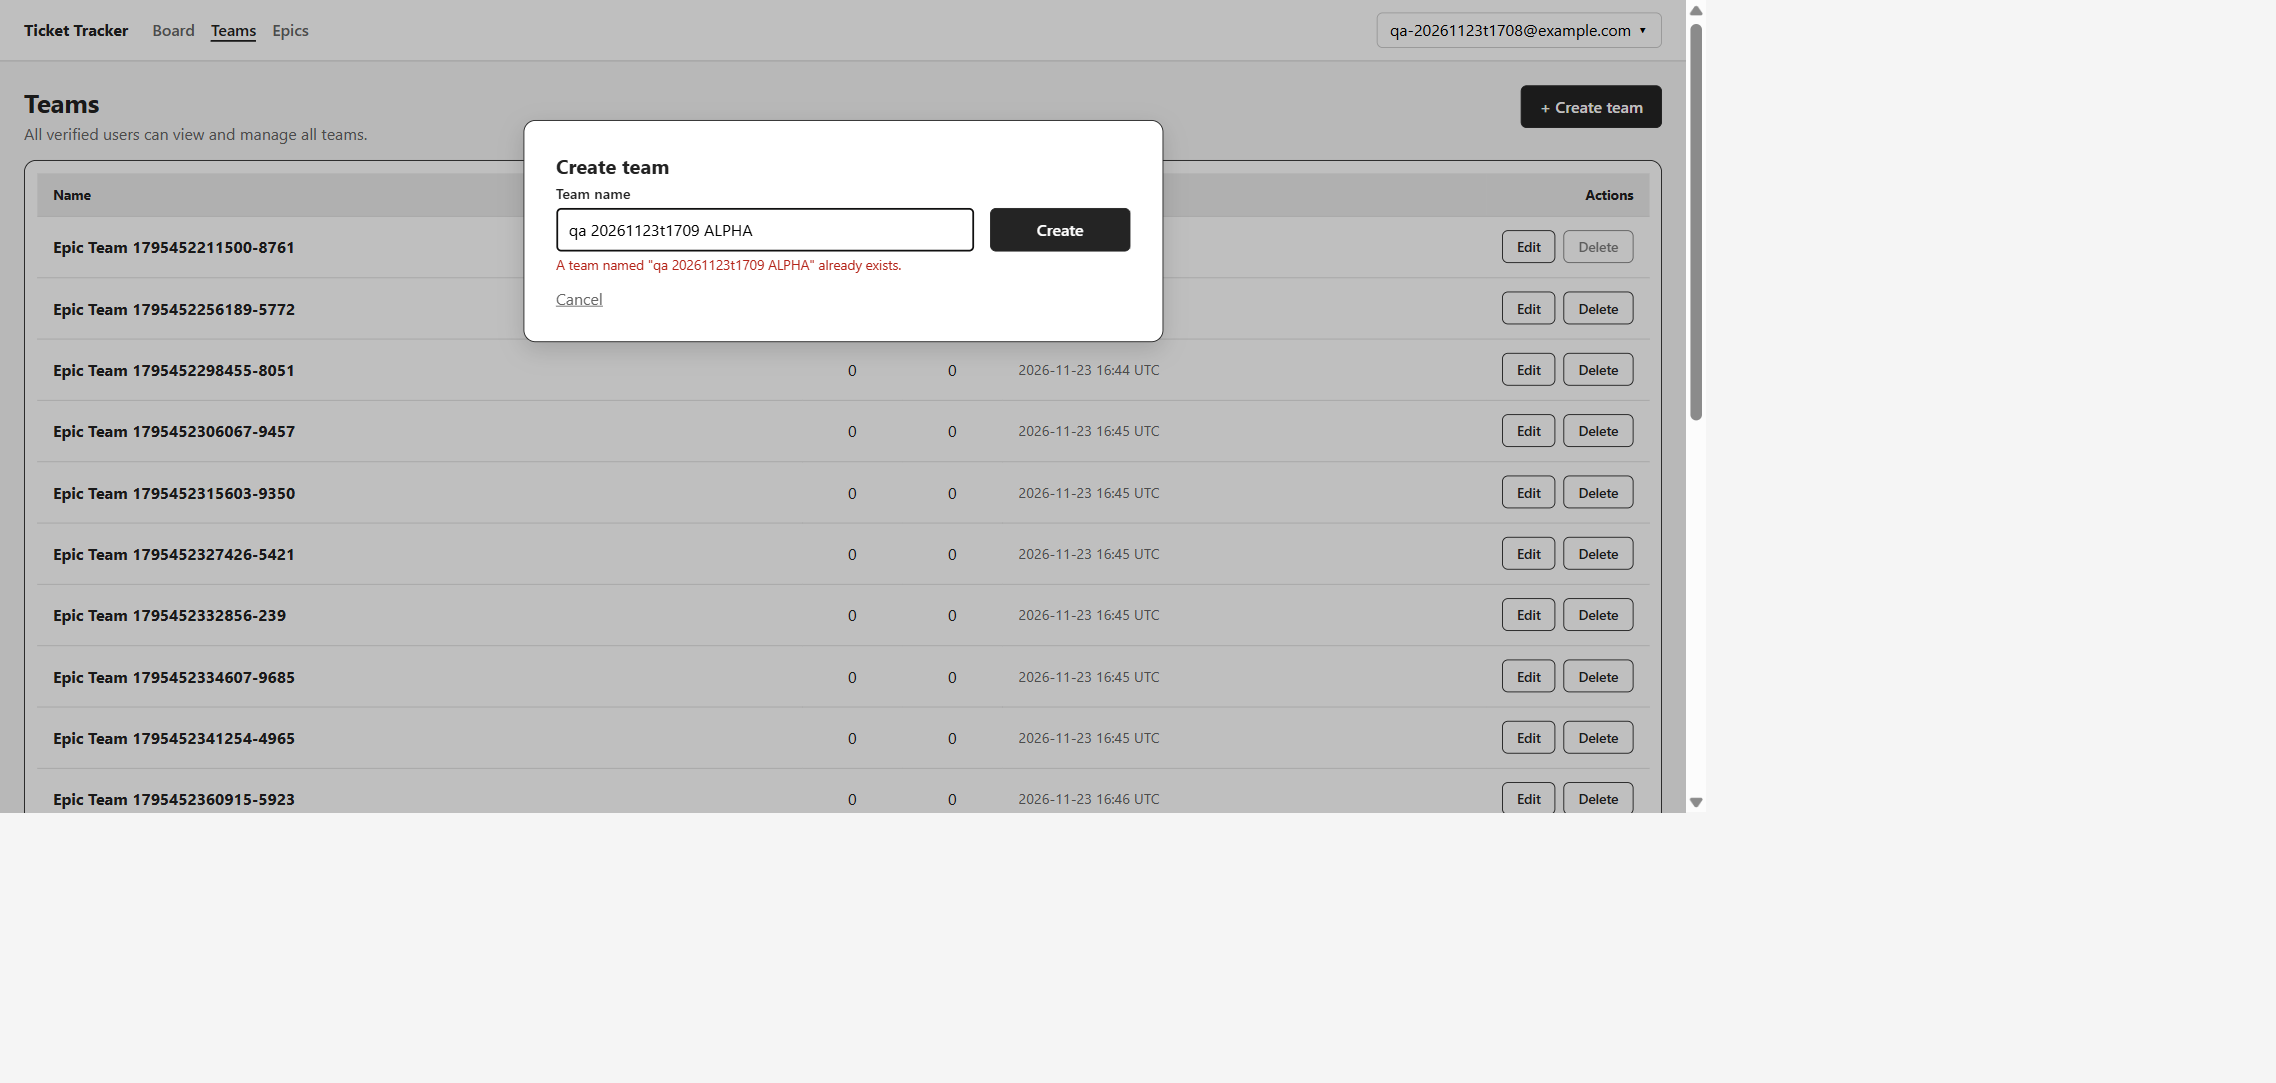 Ticket Tracker Board Teams Epics qa-20261123t1708@example.com ▾
Teams
All verified users can view and manage all teams.
+ Create team
Create team
Team name
qa 20261123t1709 ALPHA Create
A team named "qa 20261123t1709 ALPHA" already exists.
Cancel
Name Actions
Epic Team 1795452211500-8761 Edit Delete
Epic Team 1795452256189-5772 Edit Delete
Epic Team 1795452298455-8051 0 0 2026-11-23 16:44 UTC Edit Delete
Epic Team 1795452306067-9457 0 0 2026-11-23 16:45 UTC Edit Delete
Epic Team 1795452315603-9350 0 0 2026-11-23 16:45 UTC Edit Delete
Epic Team 1795452327426-5421 0 0 2026-11-23 16:45 UTC Edit Delete
Epic Team 1795452332856-239 0 0 2026-11-23 16:45 UTC Edit Delete
Epic Team 1795452334607-9685 0 0 2026-11-23 16:45 UTC Edit Delete
Epic Team 1795452341254-4965 0 0 2026-11-23 16:45 UTC Edit Delete
Epic Team 1795452360915-5923 0 0 2026-11-23 16:46 UTC Edit Delete